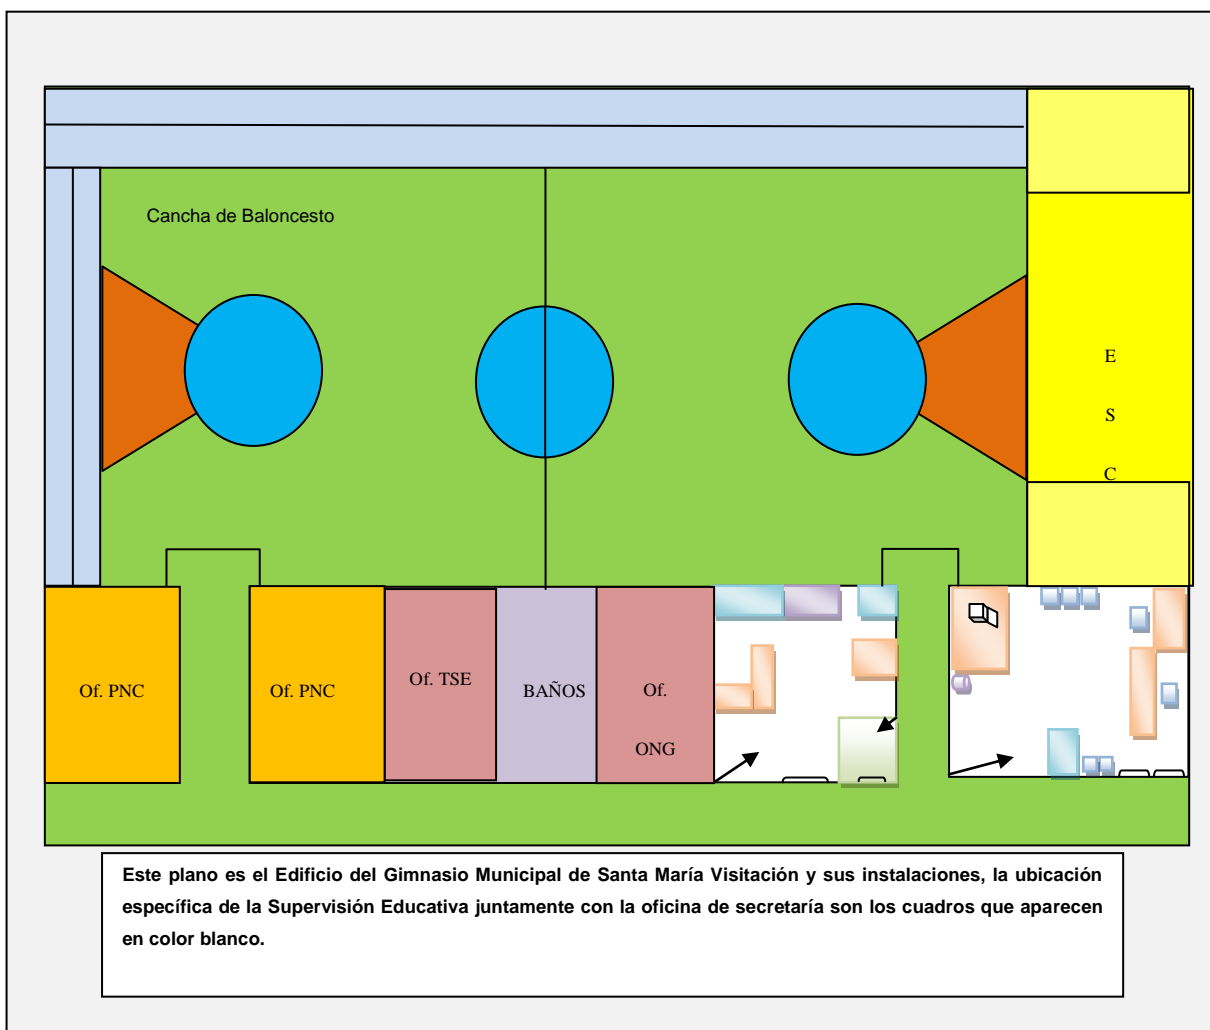 Cancha de Baloncesto
E
S
C
Of. PNC
Of. PNC
Of. TSE
BAÑOS
Of.
ONG
Este plano es el Edificio del Gimnasio Municipal de Santa María Visitación y sus instalaciones, la ubicación
específica de la Supervisión Educativa juntamente con la oficina de secretaría son los cuadros que aparecen
en color blanco.